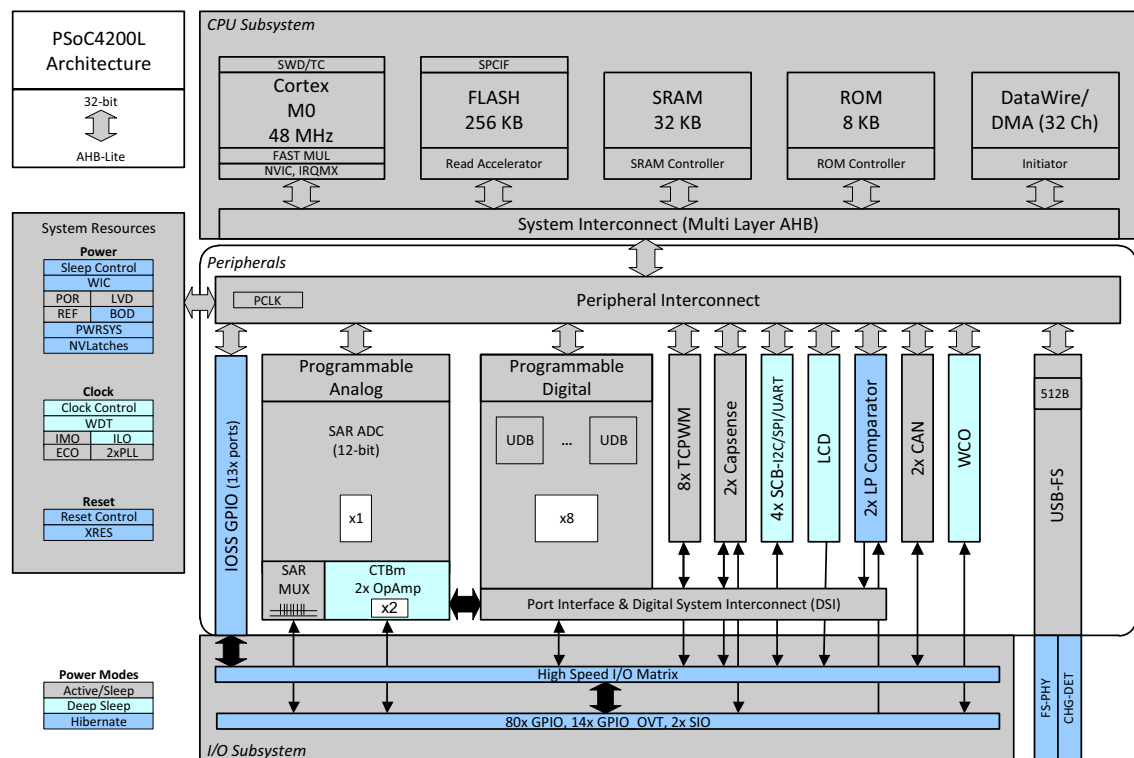 PSoC4200L
Architecture
32-bit
AHB-Lite
CPU Subsystem
SWD/TC
Cortex
M0
48 MHz
FAST MUL
NVIC, IRQMX
SPCIF
FLASH
256 KB
Read Accelerator
SRAM
32 KB
SRAM Controller
ROM
8 KB
ROM Controller
DataWire/
DMA (32 Ch)
Initiator
System Interconnect (Multi Layer AHB)
System Resources
Power
Sleep Control
WIC
POR LVD
REF BOD
PWRSYS
NVLatches
Clock
Clock Control
WDT
IMO ILO
ECO 2xPLL
Reset
Reset Control
XRES
Peripherals
PCLK
Peripheral Interconnect
IOSS GPIO (13x ports)
Programmable
Analog
SAR ADC
(12-bit)
x1
SAR
MUX
CTBm
2x OpAmp
x2
Programmable
Digital
UDB ... UDB
x8
8x TCPWM
2x Capsense
4x SCB-I2C/SPI/UART
LCD
2x LP Comparator
2x CAN
WCO
512B
USB-FS
Port Interface & Digital System Interconnect (DSI)
High Speed I/O Matrix
80x GPIO, 14x GPIO_OVT, 2x SIO
I/O Subsystem
FS-PHY
CHG-DET
Power Modes
Active/Sleep
Deep Sleep
Hibernate